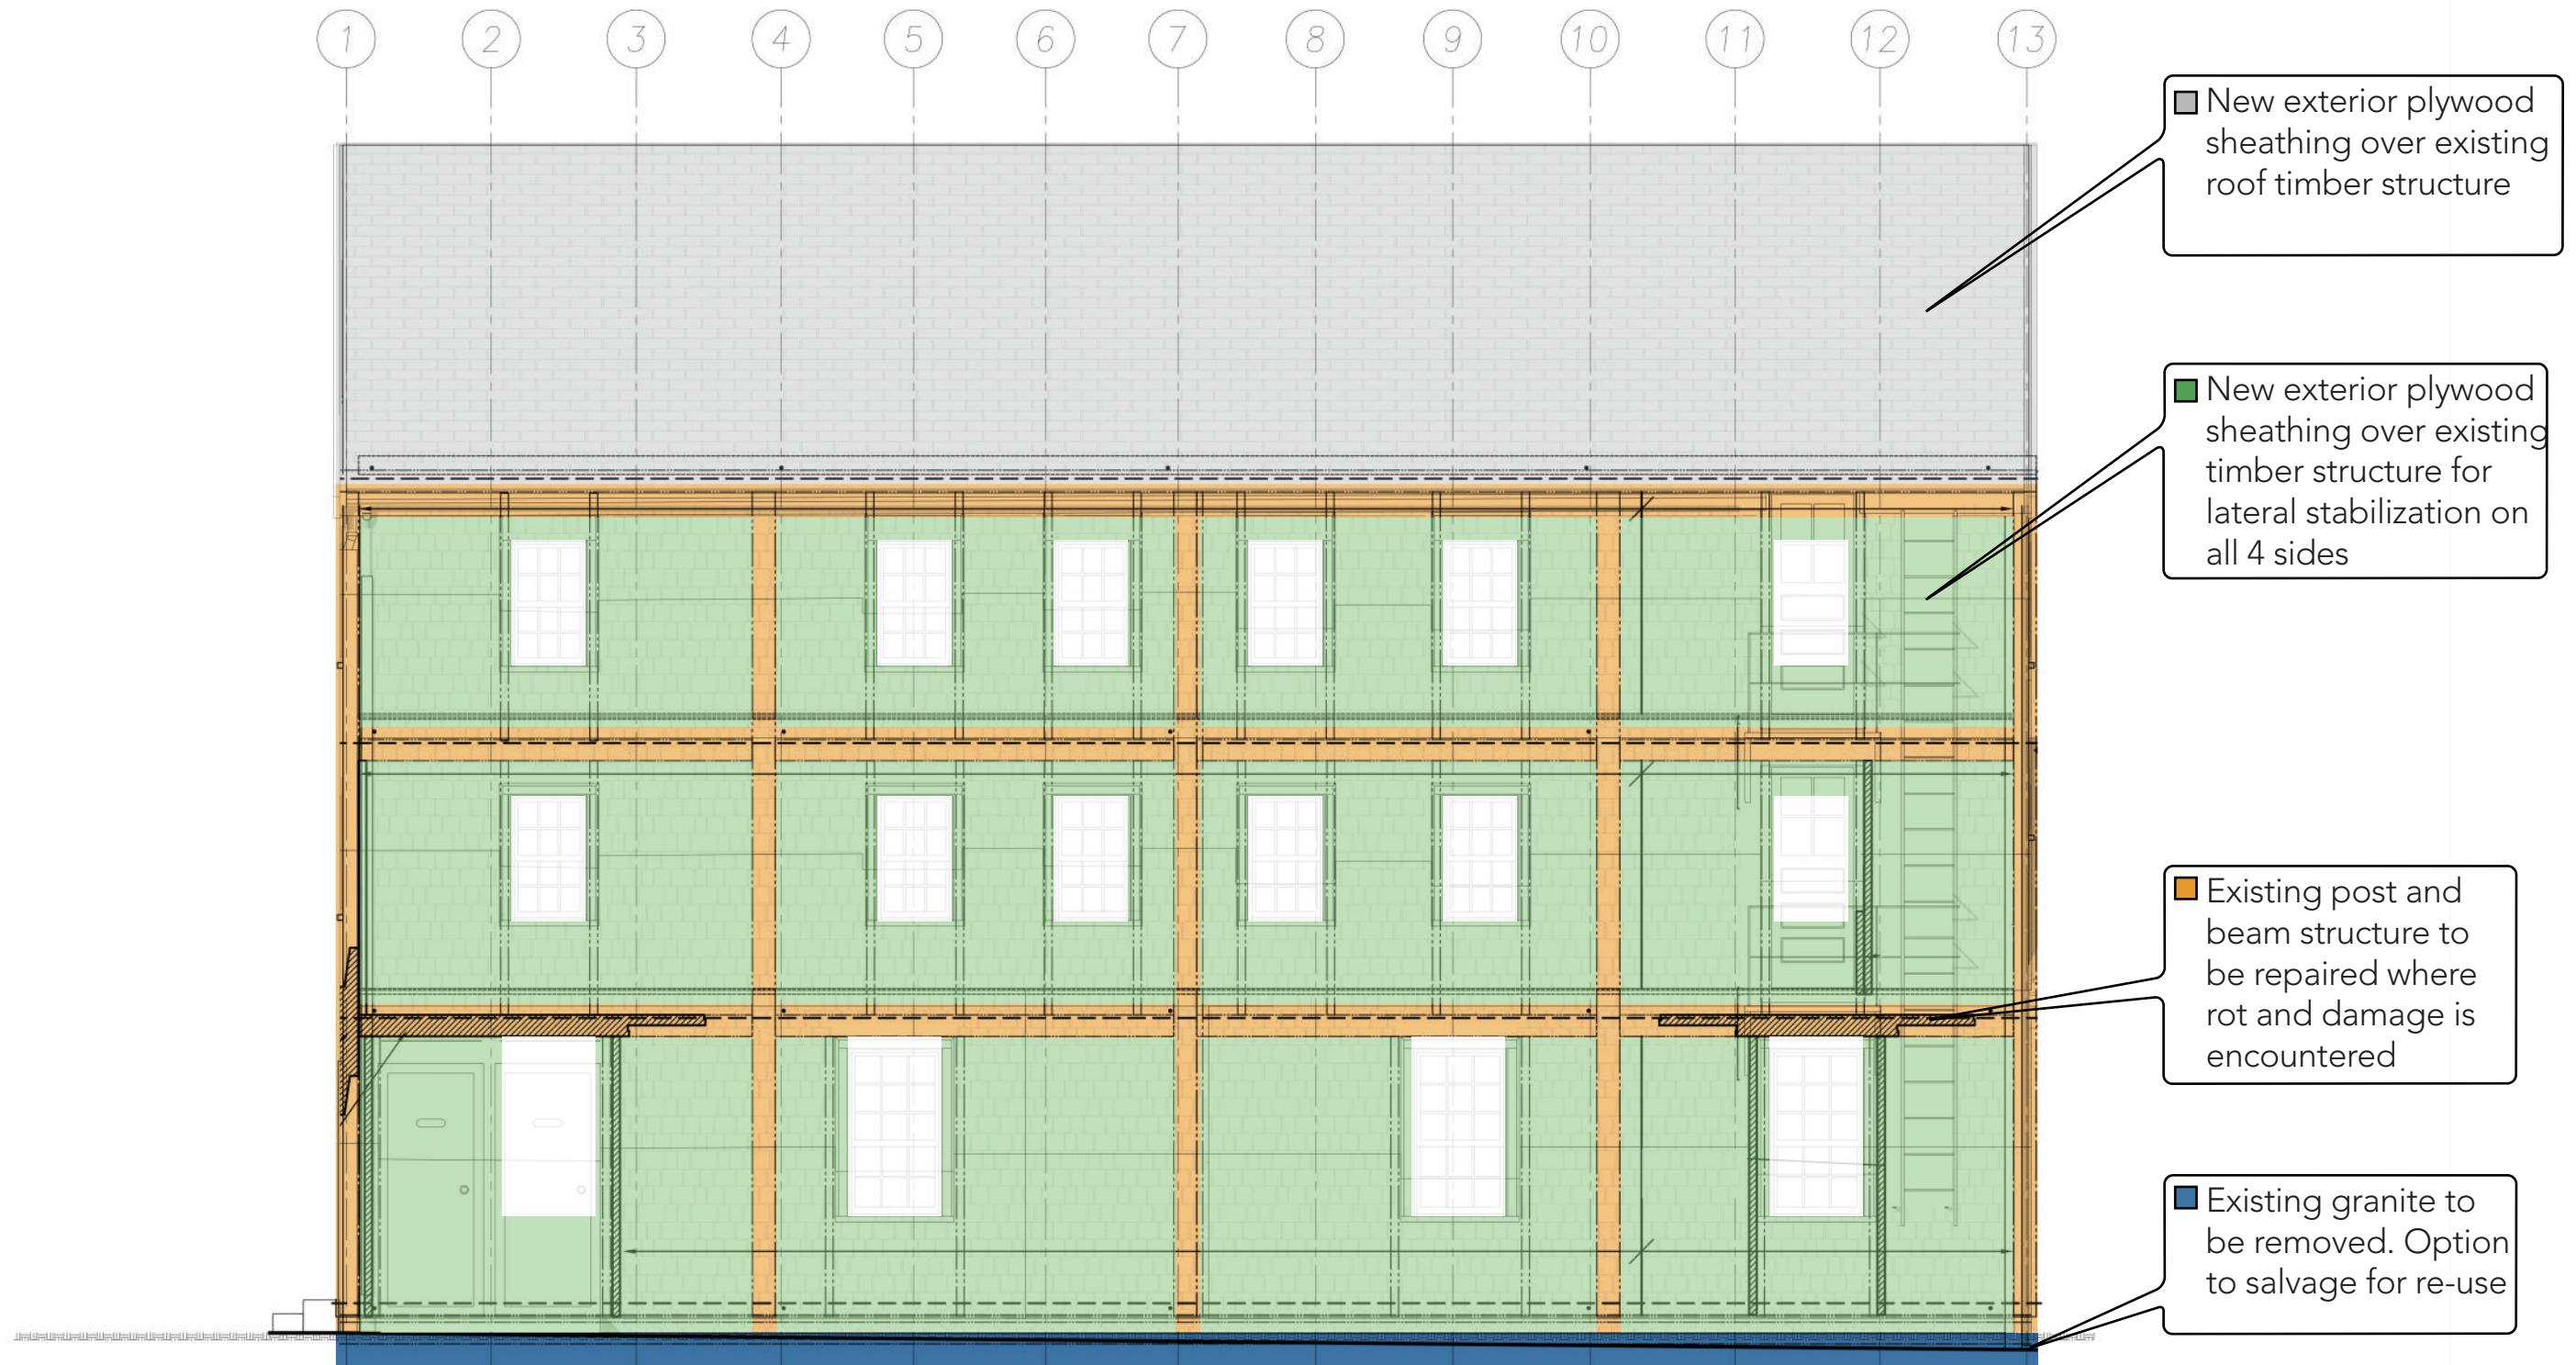 1 2 3 4 5 6 7 8 9 10 11 12 13
New exterior plywood
sheathing over existing
roof timber structure
New exterior plywood
sheathing over existing
timber structure for
lateral stabilization on
all 4 sides
Existing post and
beam structure to
be repaired where
rot and damage is
encountered
Existing granite to
be removed. Option
to salvage for re-use